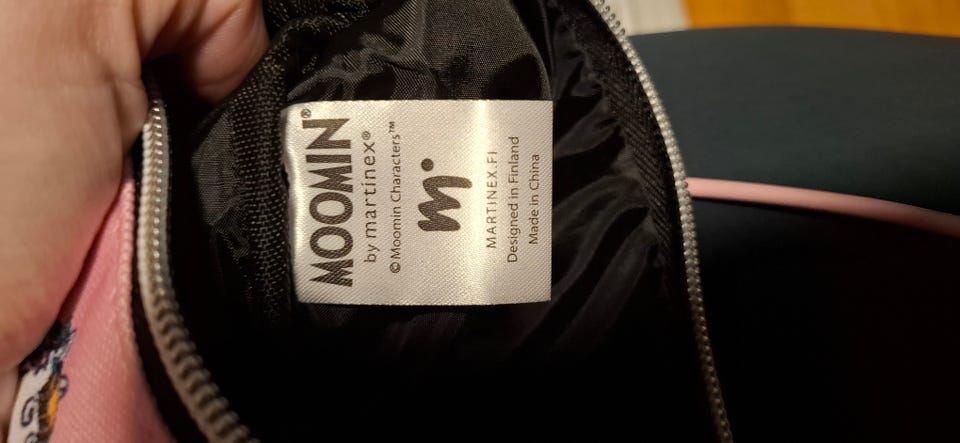 MOOMIN®
by martinex®
©Moomin Characters™
m.
MARTINEX.FI
Designed in Finland
Made in China